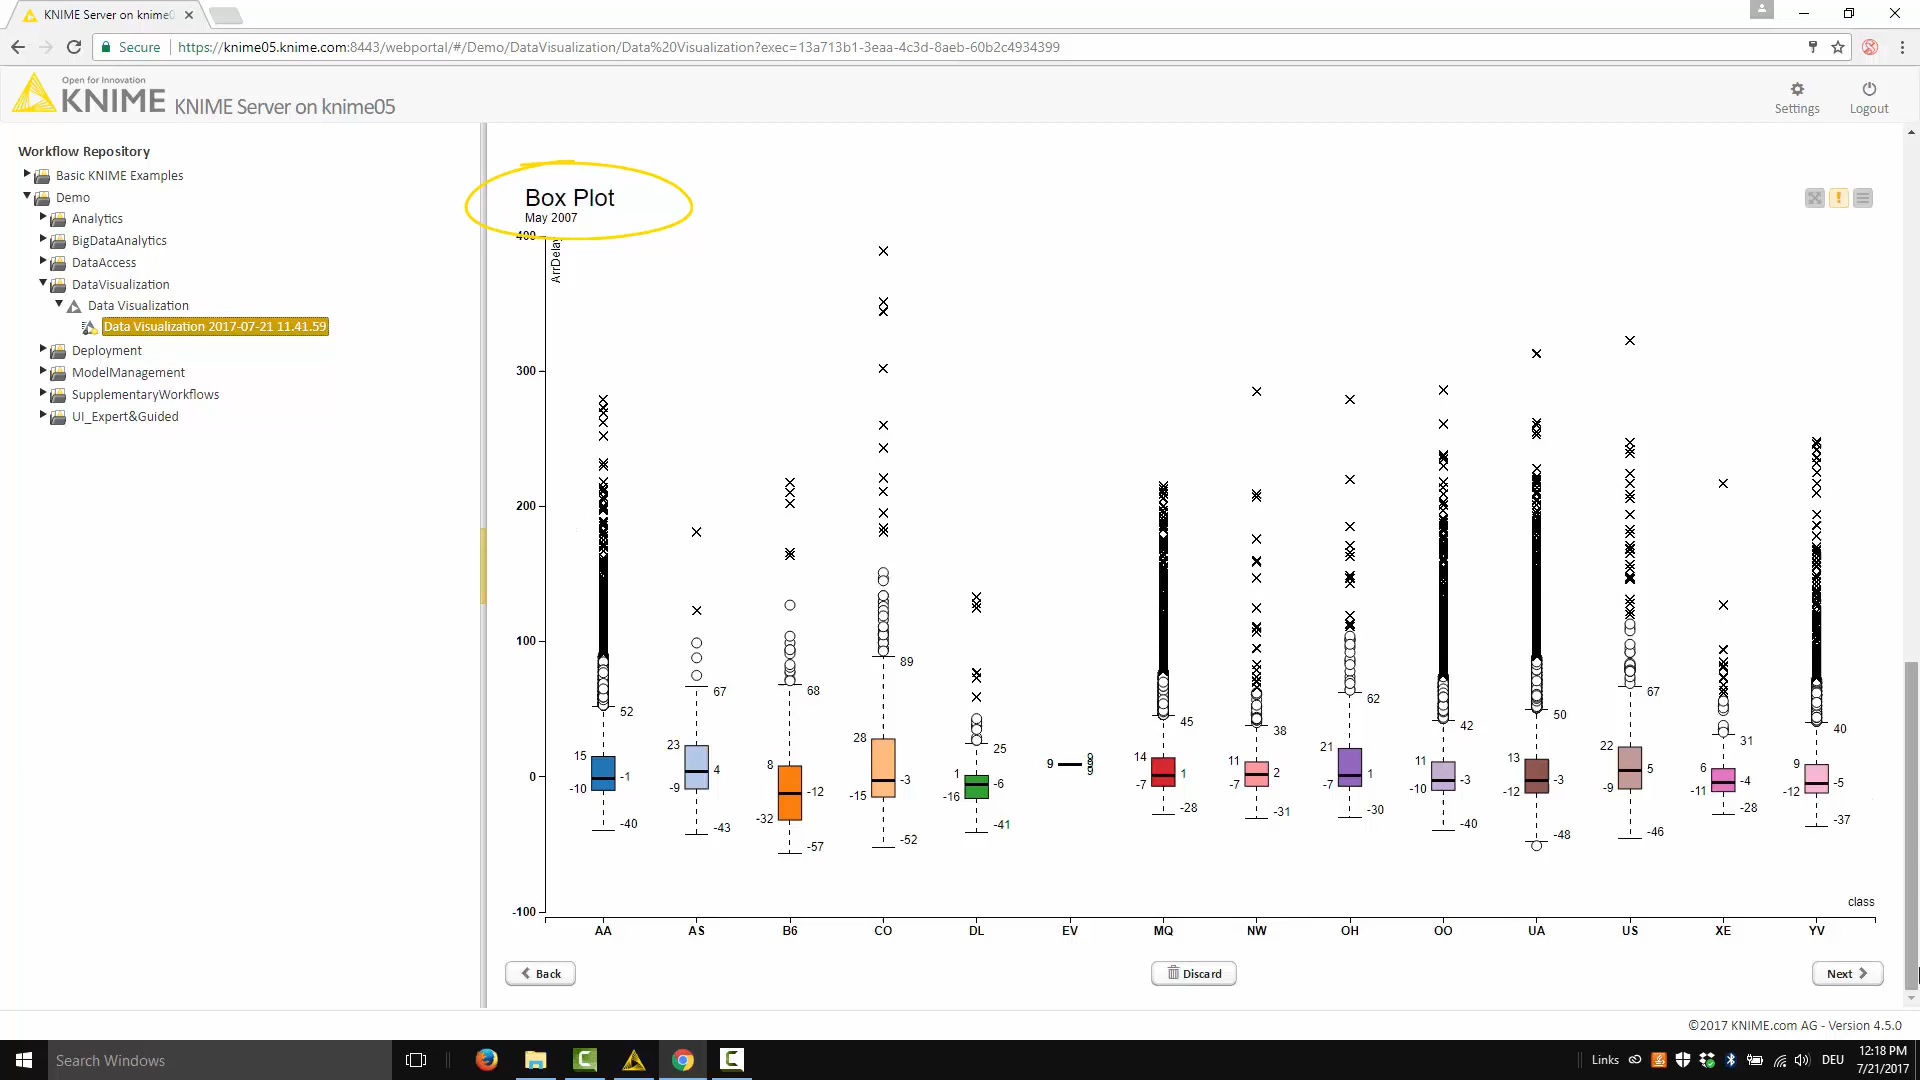 KNIME Server on knime0
Secure
https://knime05.knime.com:8443/webportal/#/Demo/DataVisualization/Data%20Visualization?exec=13a713b1-3eaa-4c3d-8aeb-60b2c4934399
Open for Innovation
KNIME KNIME Server on knime05
Settings
Logout
Workflow Repository
Basic KNIME Examples
Demo
Analytics
BigDataAnalytics
DataAccess
DataVisualization
Data Visualization
Data Visualization 2017-07-21 11.41.59
Deployment
ModelManagement
SupplementaryWorkflows
UI_Expert&Guided
Box Plot
May 2007
400
ArrDelay
300
200
100
0
-100
15 -1 -10 52 -40
23 4 -9 67 -43
8 -12 -32 68 -57
28 -3 -15 89 -52
1 -6 -16 25 -41
9 9 9 9
14 1 -7 45 -28
11 2 -7 38 -31
21 1 -7 62 -30
11 -3 -10 42 -40
13 -3 -12 50 -48
22 5 -9 67 -46
6 -4 -11 31 -28
9 -5 -12 40 -37
class
AA AS B6 CO DL EV MQ NW OH OO UA US XE YV
Back
Discard
Next
©2017 KNIME.com AG - Version 4.5.0
Search Windows
Links
DEU
12:18 PM
7/21/2017